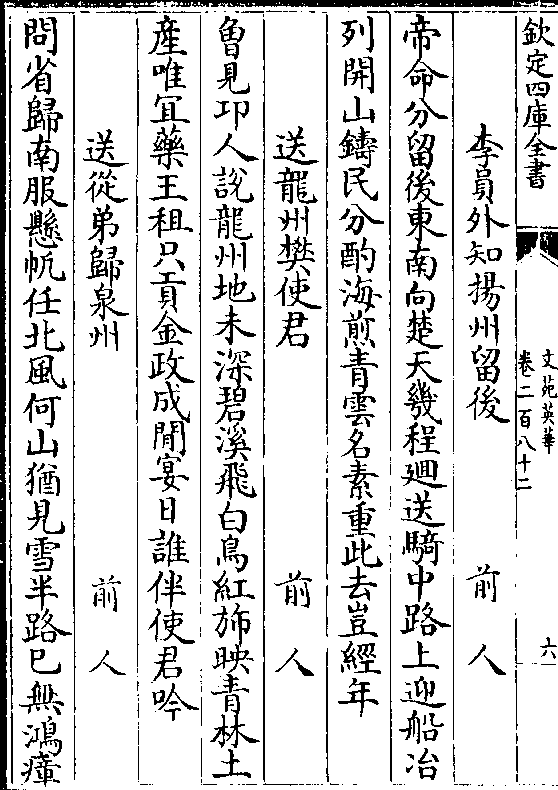 欽定四庫全書
文苑英華
卷二百八十二
六
李員外知揚州留後　前人
帝命分留後東南向楚天幾程廻送騎中路上迎船冶
列開山鑄民分酌海煎青雲名素重此去豈經年
送龍州樊使君　前人
曾見邛人說龍州地未深碧溪飛白鳥紅斾映青林土
産唯宜藥王租只貢金政成閒宴日誰伴使君吟
送從弟歸泉州　前人
問省歸南服懸帆任北風何山猶見雪半路已無鴻瘴